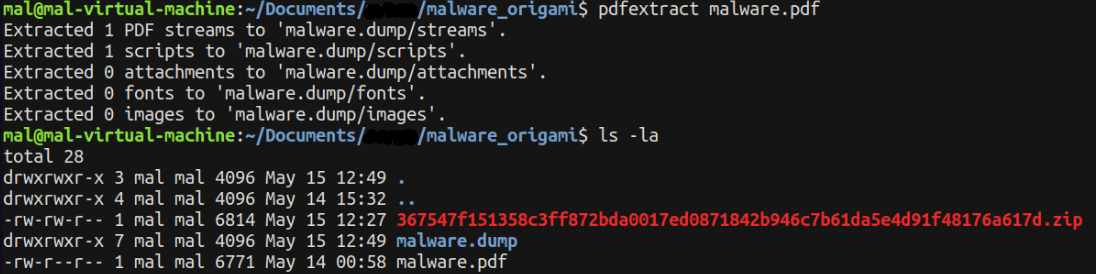 mal@mal-virtual-machine:~/Documents/ /malware_origami$ pdfextract malware.pdf
Extracted 1 PDF streams to 'malware.dump/streams'.
Extracted 1 scripts to 'malware.dump/scripts'.
Extracted 0 attachments to 'malware.dump/attachments'.
Extracted 0 fonts to 'malware.dump/fonts'.
Extracted 0 images to 'malware.dump/images'.
mal@mal-virtual-machine:~/Documents/ /malware_origami$ ls -la
total 28
drwxrwxr-x 3 mal mal 4096 May 15 12:49 .
drwxrwxr-x 4 mal mal 4096 May 14 15:32 ..
-rw-rw-r-- 1 mal mal 6814 May 15 12:27 367547f151358c3ff872bda0017ed0871842b946c7b61da5e4d91f48176a617d.zip
drwxrwxr-x 7 mal mal 4096 May 15 12:49 malware.dump
-rw-r--r-- 1 mal mal 6771 May 14 00:58 malware.pdf